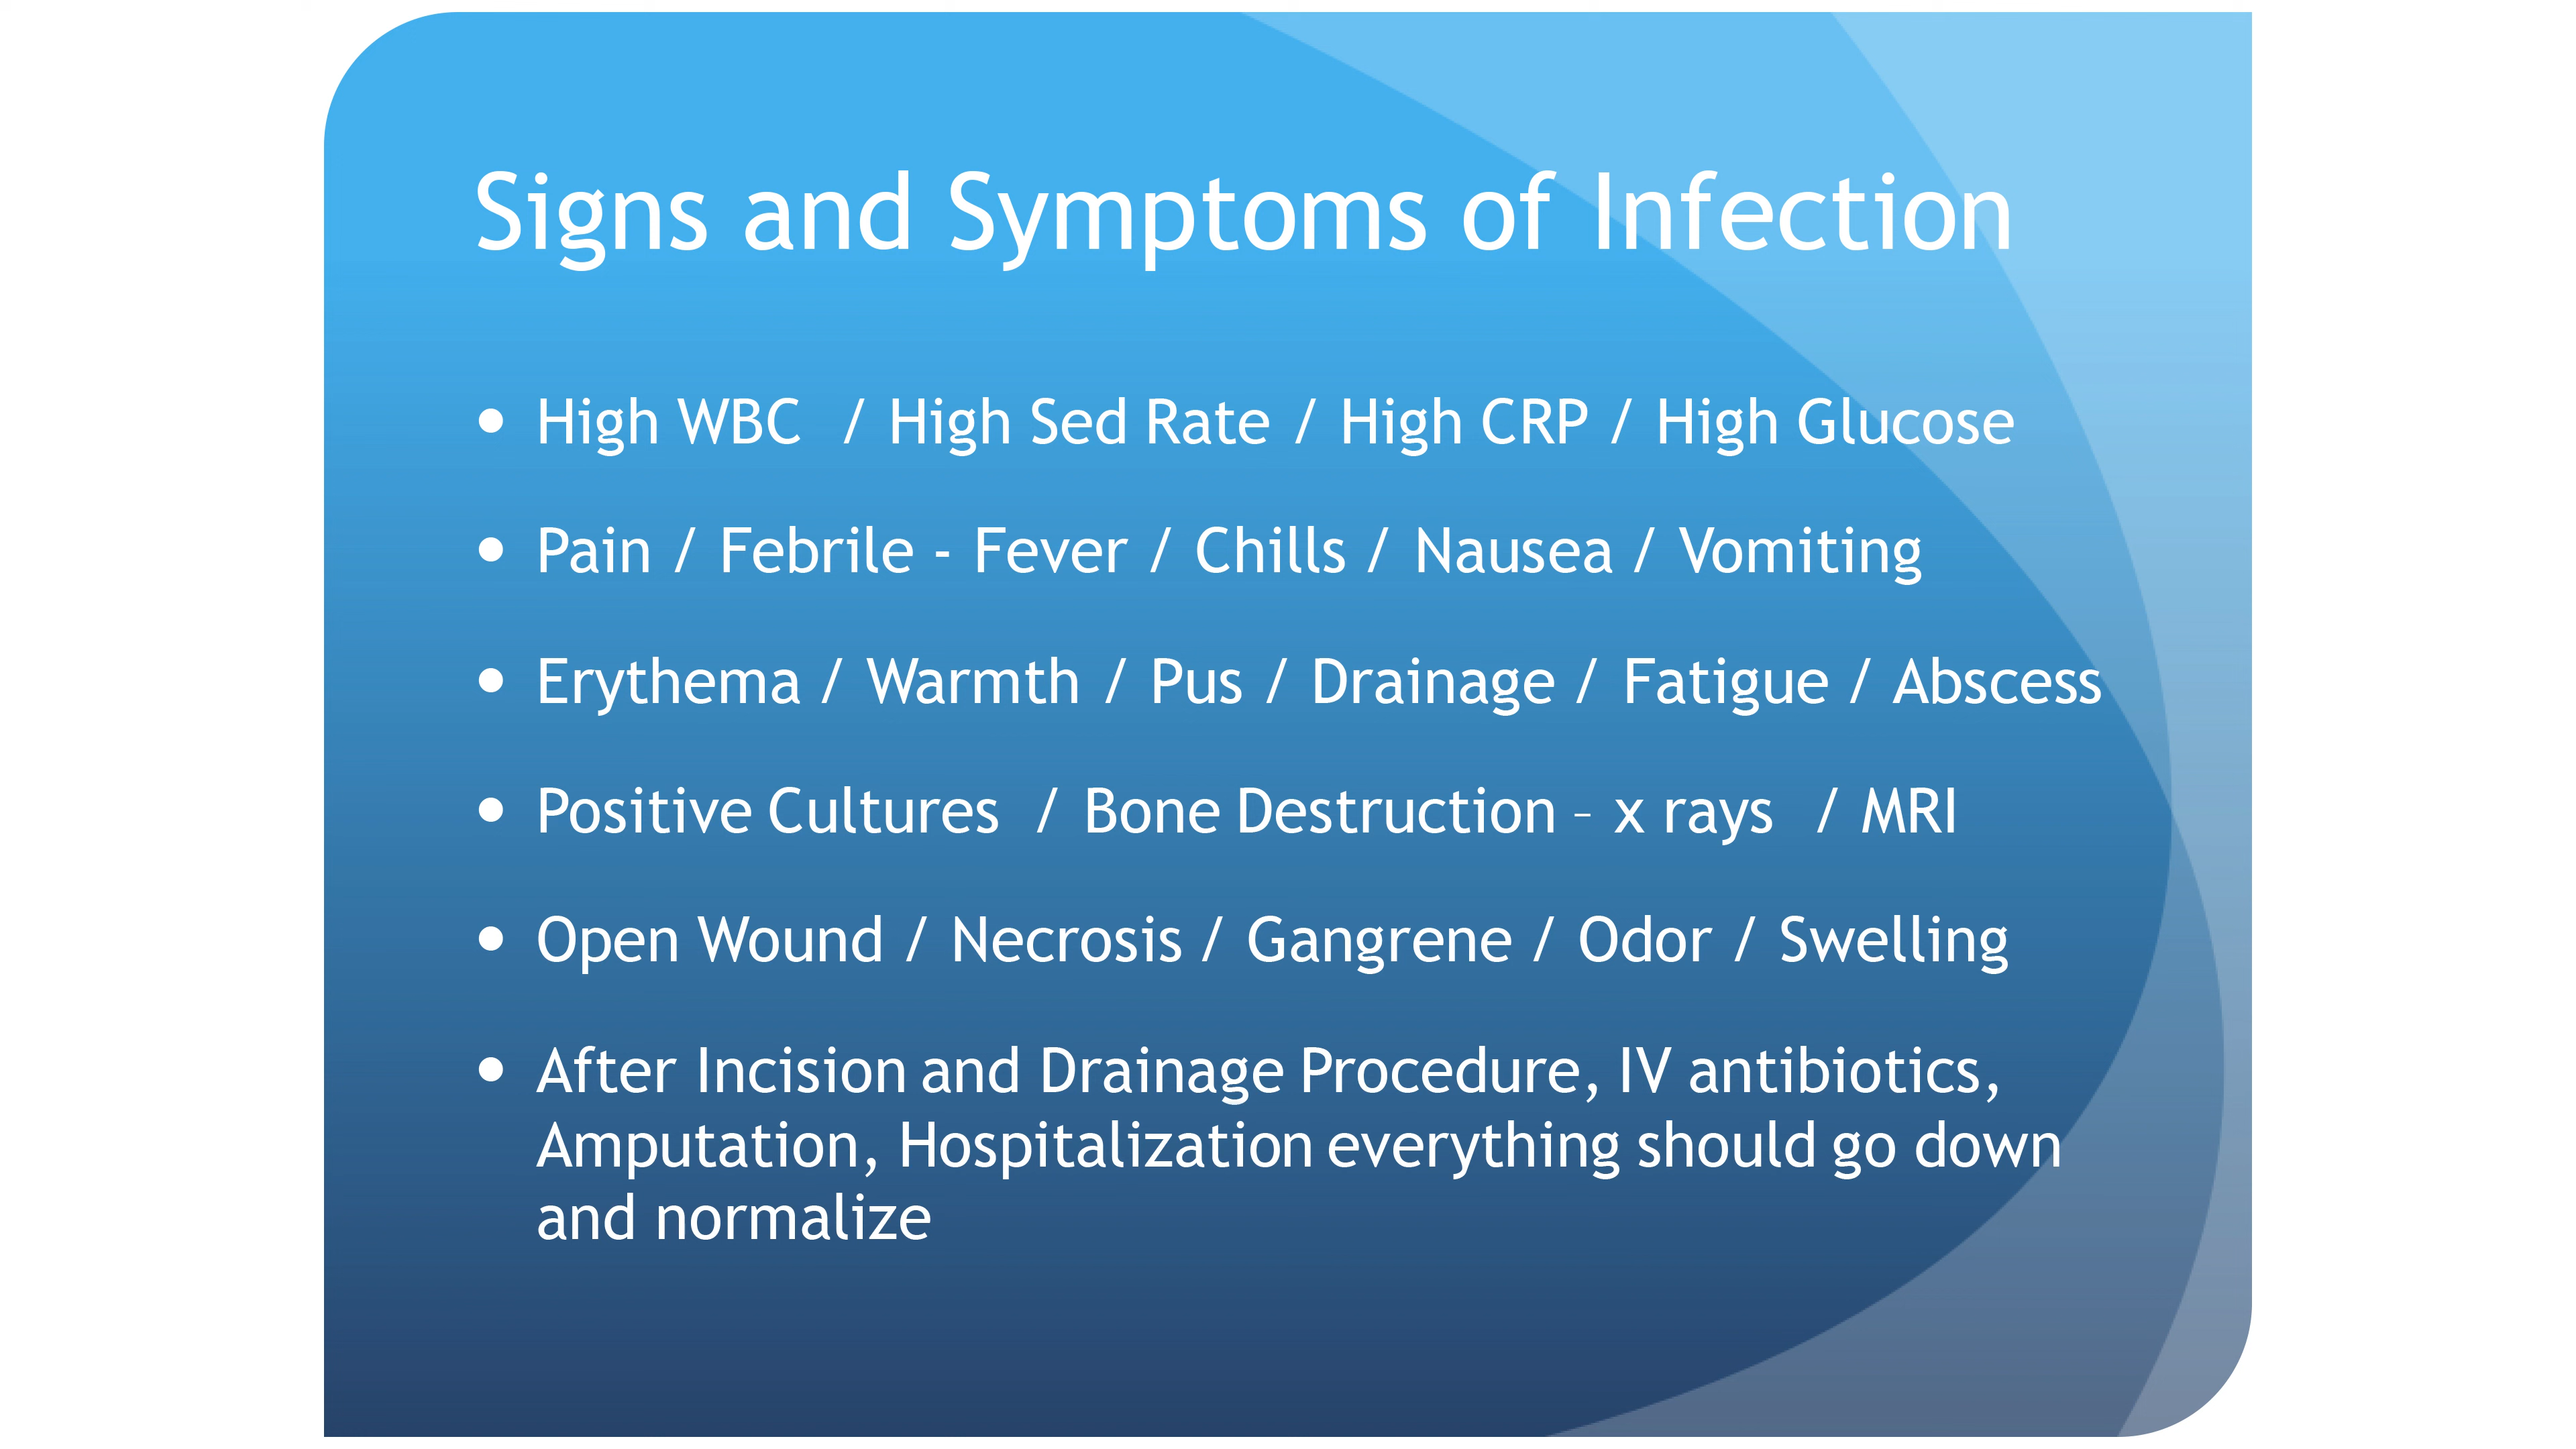 Signs and Symptoms of Infection
• High WBC / High Sed Rate / High CRP / High Glucose
• Pain / Febrile - Fever / Chills / Nausea / Vomiting
• Erythema / Warmth / Pus / Drainage / Fatigue / Abscess
• Positive Cultures / Bone Destruction – x rays / MRI
• Open Wound / Necrosis / Gangrene / Odor / Swelling
• After Incision and Drainage Procedure, IV antibiotics,
Amputation, Hospitalization everything should go down
and normalize